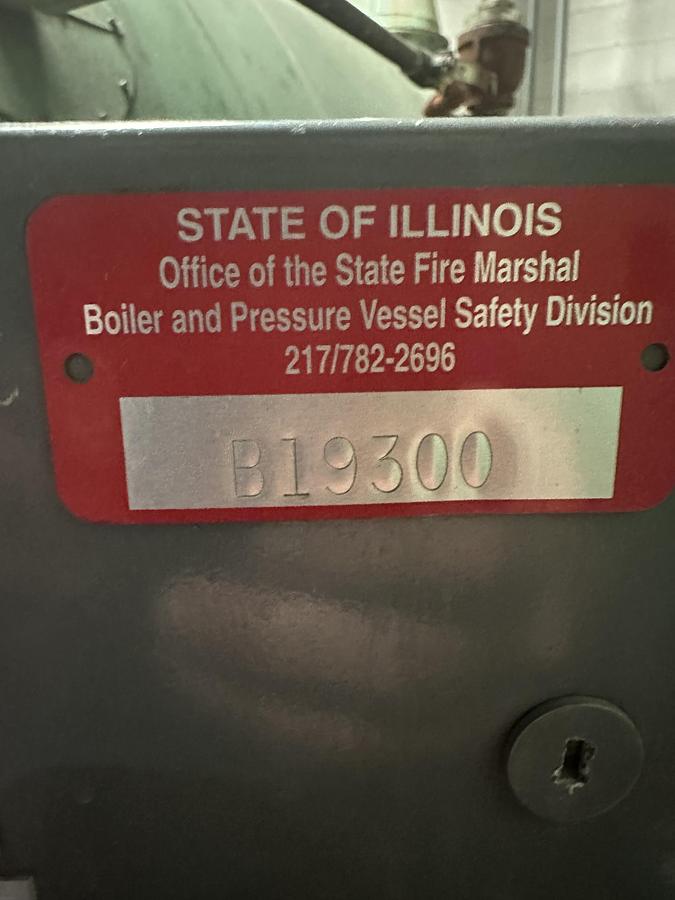 STATE OF ILLINOIS
Office of the State Fire Marshal
Boiler and Pressure Vessel Safety Division
217/782-2696
B19300